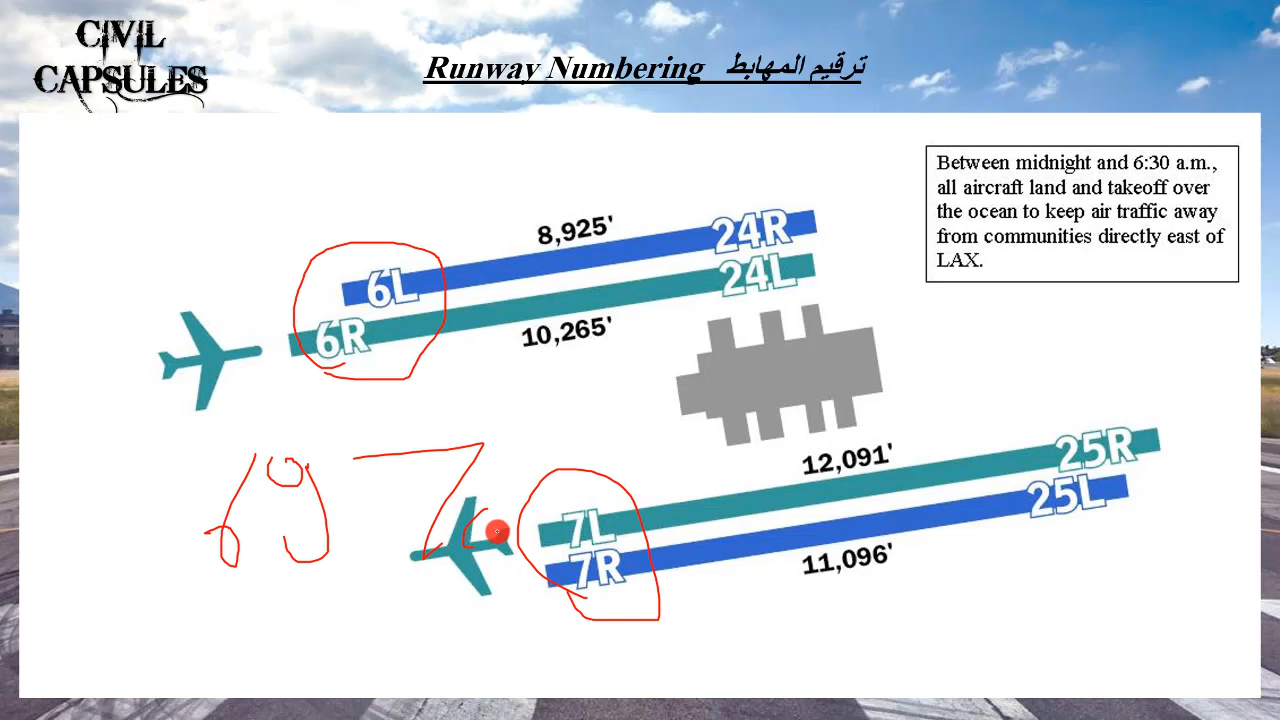 CIVIL
CAPSULES
Runway Numbering ترقيم المهابط
Between midnight and 6:30 a.m.,
all aircraft land and takeoff over
the ocean to keep air traffic away
from communities directly east of
LAX.
8,925'
24R
6L
24L
6R
10,265'
12,091'
25R
7L
25L
7R
11,096'